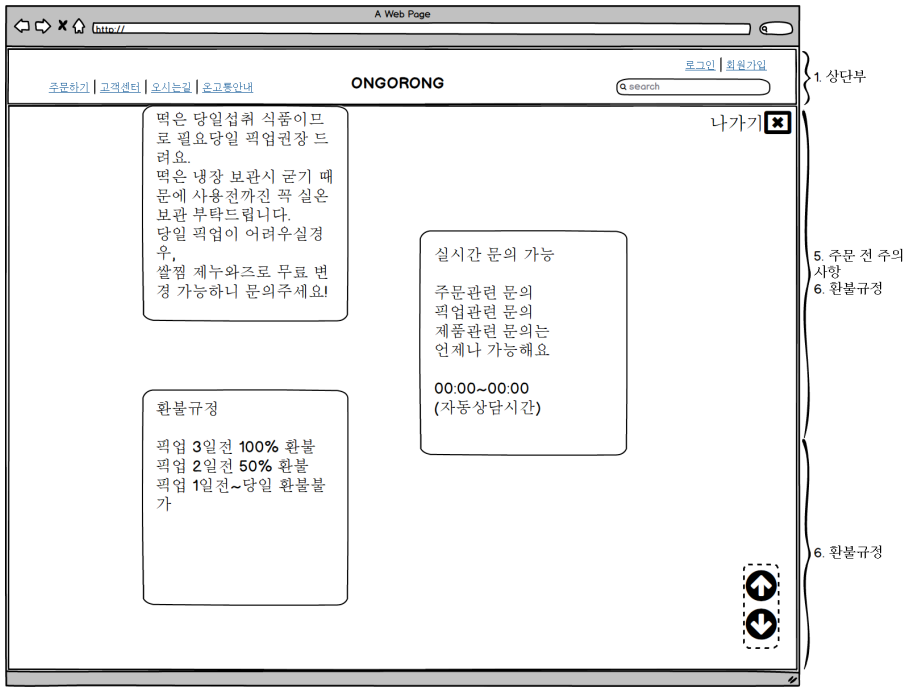 A Web Page
http://
로그인 | 회원가입
주문하기 | 고객센터 | 오시는길 | 온고롱안내
ONGORONG
search
1. 상단부
나가기
떡은 당일섭취 식품이므
로 필요당일 픽업권장 드
려요.
떡은 냉장 보관시 굳기 때
문에 사용전까진 꼭 실온
보관 부탁드립니다.
당일 픽업이 어려우실경
우,
쌀찜 제누와즈로 무료 변
경 가능하니 문의주세요!
실시간 문의 가능
주문관련 문의
픽업관련 문의
제품관련 문의는
언제나 가능해요
00:00~00:00
(자동상담시간)
5. 주문 전 주의
사항
6. 환불규정
환불규정
픽업 3일전 100% 환불
픽업 2일전 50% 환불
픽업 1일전~당일 환불불
가
6. 환불규정